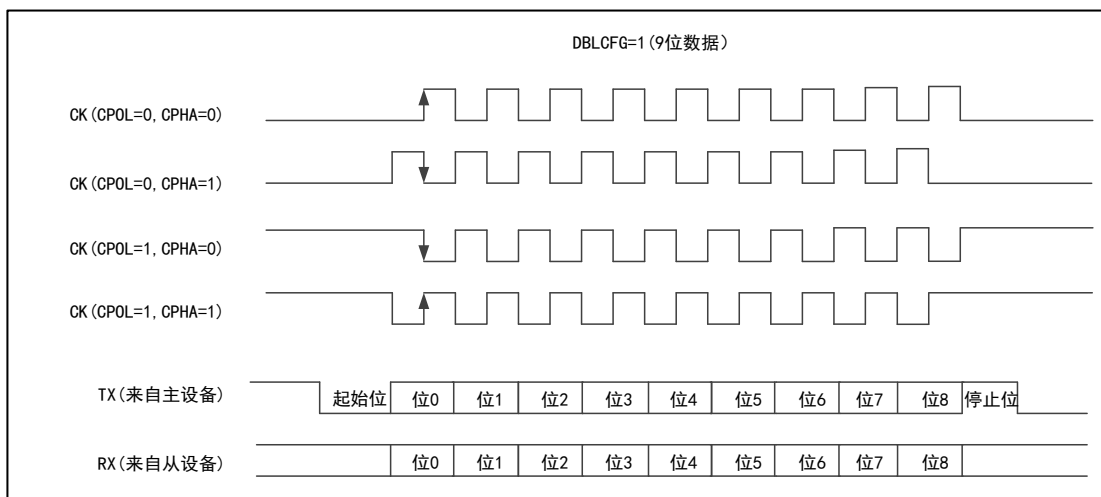 DBLCFG=1(9位数据)
CK(CPOL=0,CPHA=0)
CK(CPOL=0,CPHA=1)
CK(CPOL=1,CPHA=0)
CK(CPOL=1,CPHA=1)
TX(来自主设备) 起始位 位0 位1 位2 位3 位4 位5 位6 位7 位8 停止位
RX(来自从设备) 位0 位1 位2 位3 位4 位5 位6 位7 位8